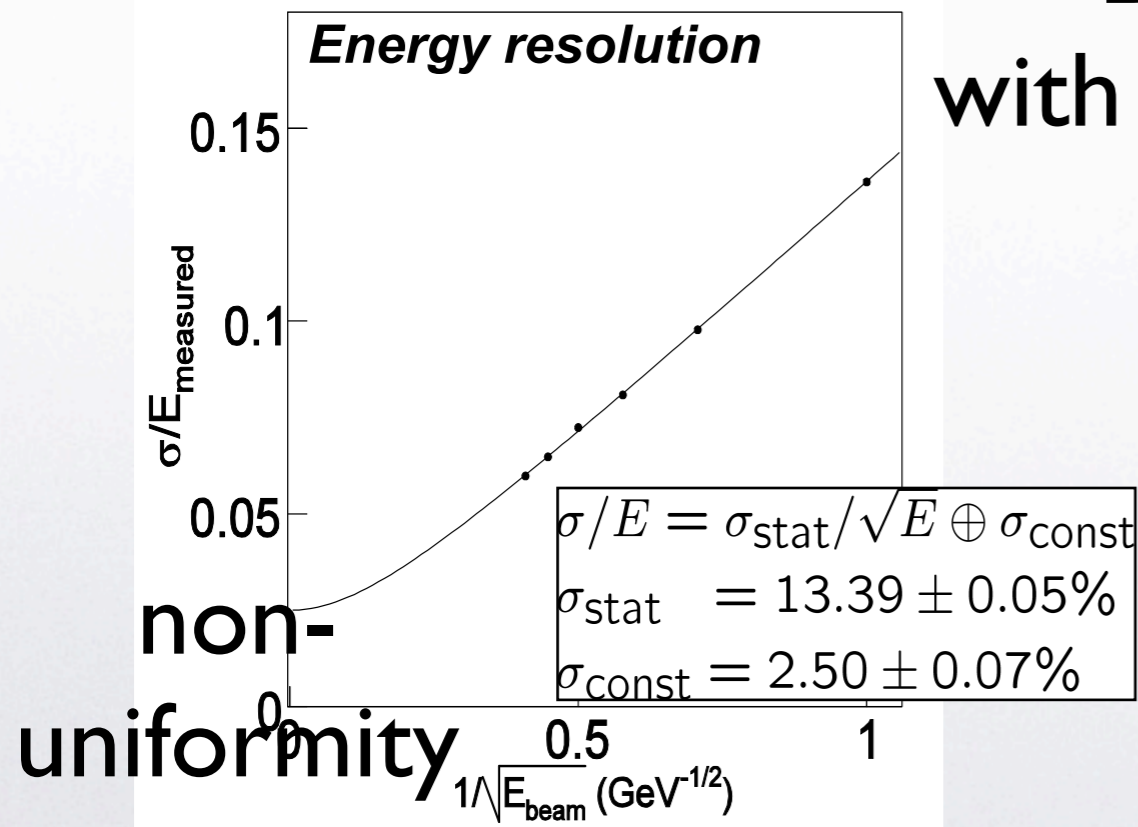 Energy resolution
with
0.15
0.1
0.05
0
σ/E_measured
σ/E = σ_stat/√E ⊕ σ_const
σ_stat = 13.39 ± 0.05%
σ_const = 2.50 ± 0.07%
non-
uniformity
0.5
1
1/√E_beam (GeV^-1/2)